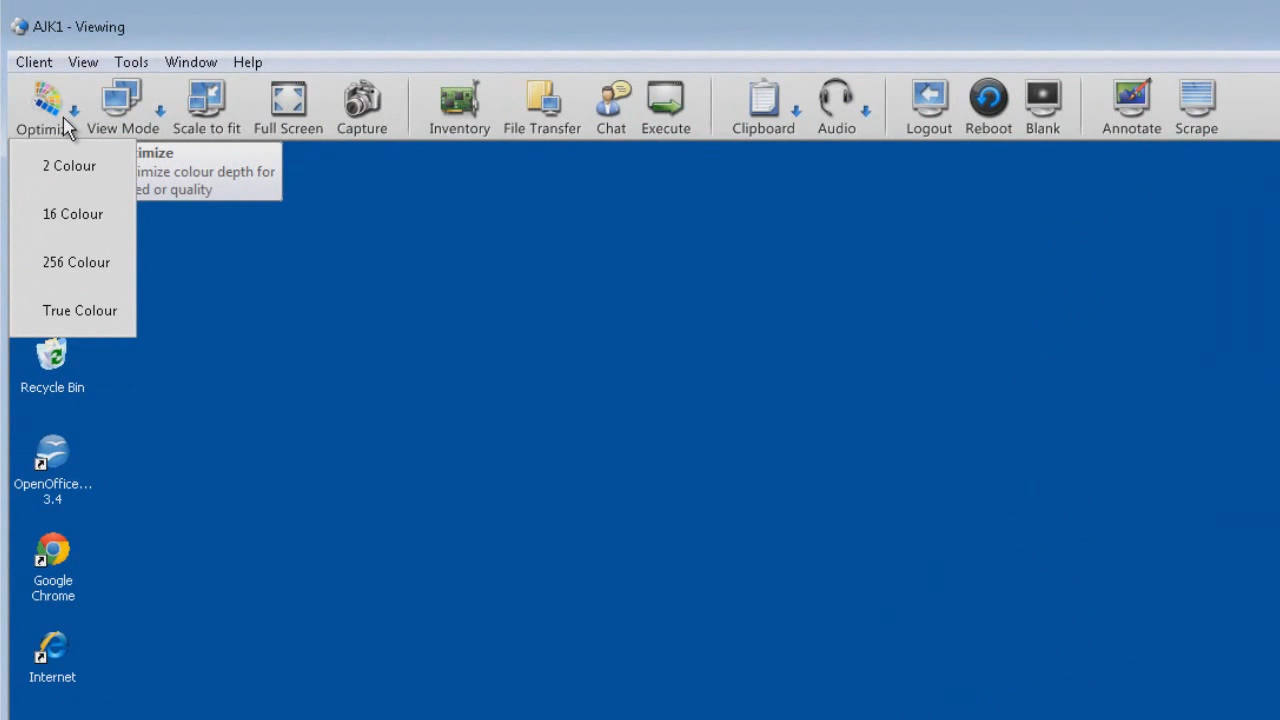 AJK1 - Viewing
Client View Tools Window Help
View Mode Scale to fit Full Screen Capture Inventory File Transfer Chat Execute Clipboard Audio Logout Reboot Blank Annotate Scrape
2 Colour
16 Colour
256 Colour
True Colour
imize
imize colour depth for
ed or quality
Recycle Bin
OpenOffice...
3.4
Google
Chrome
Internet